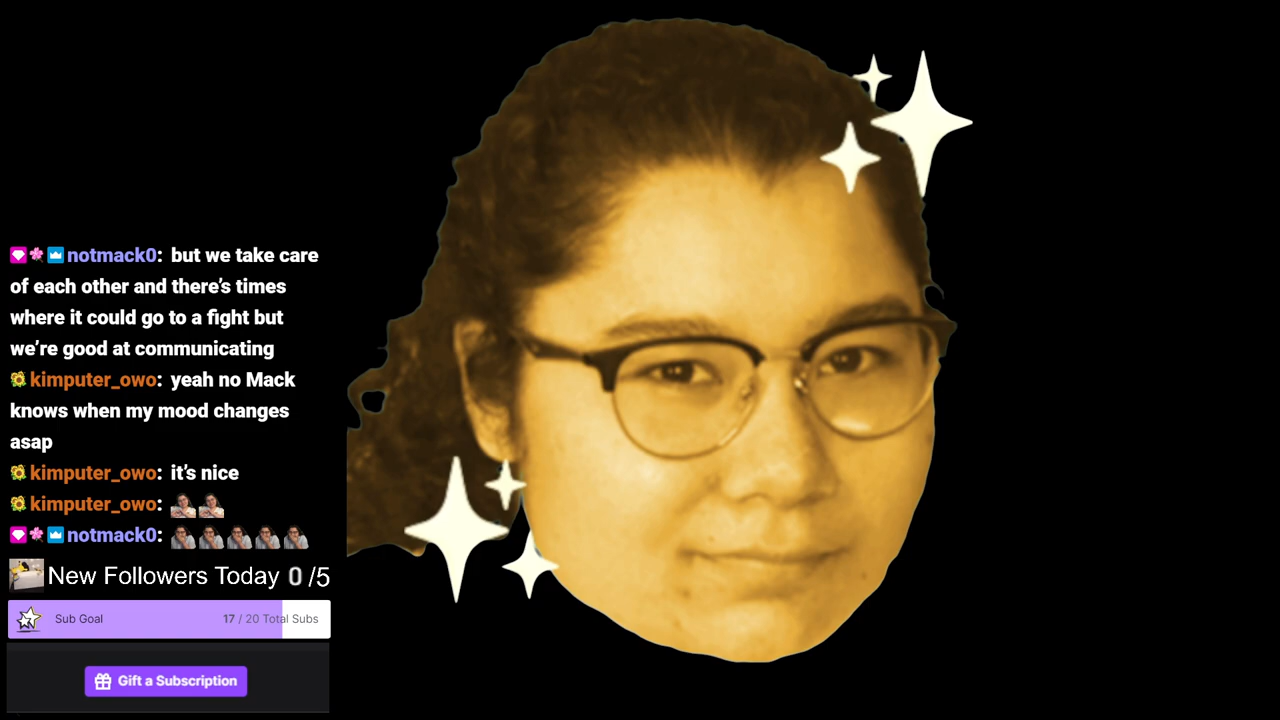 notmack0: but we take care
of each other and there's times
where it could go to a fight but
we're good at communicating
kimputer_owo: yeah no Mack
knows when my mood changes
asap
kimputer_owo: it's nice
kimputer_owo:
notmack0:
New Followers Today 0 /5
Sub Goal 17 / 20 Total Subs
Gift a Subscription